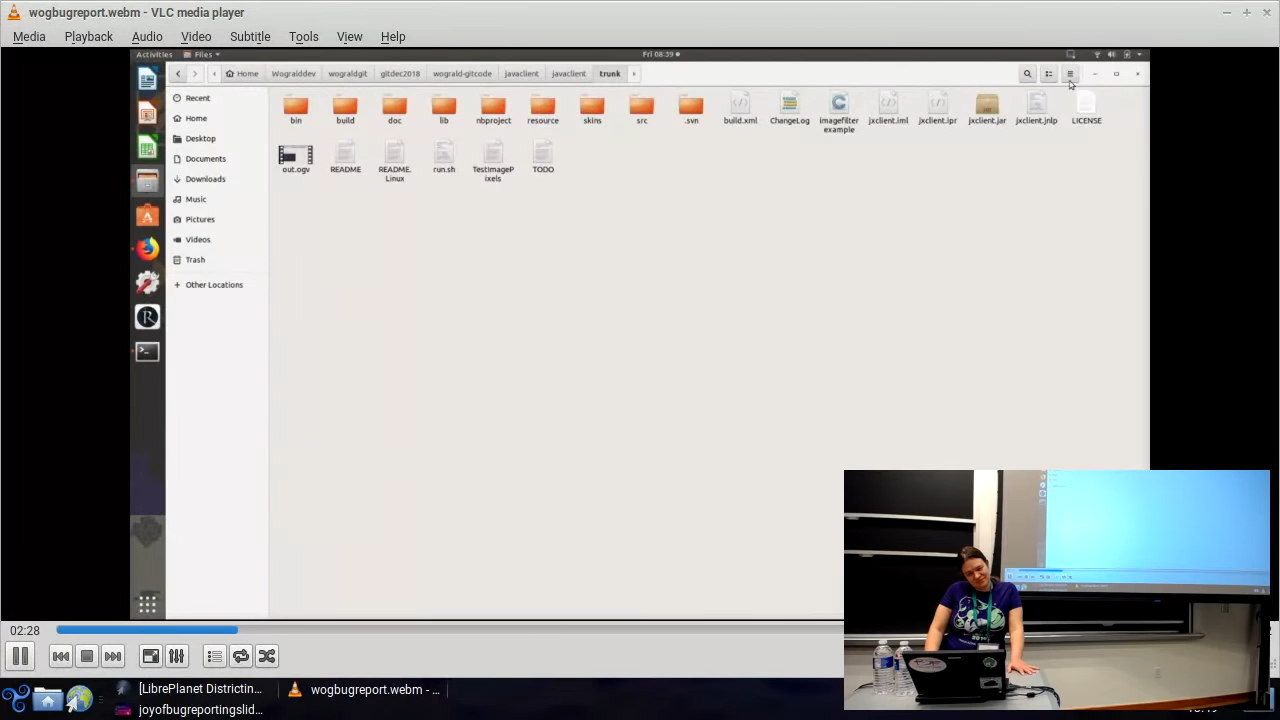 wogbugreport.webm - VLC media player
Media Playback Audio Video Subtitle Tools View Help
Activities Files Fri 08:39
Home Wogralddev wograldgit gitdec2018 wograld-gitcode javaclient javaclient trunk
Recent
Home
Desktop
Documents
Downloads
Music
Pictures
Videos
Trash
+ Other Locations
bin build doc lib nbproject resource skins src .svn build.xml ChangeLog imagefilter jxclient.iml jxclient.ipr jxclient.jar jxclient.jnlp LICENSE
example
out.ogv README README. run.sh TestImageP TODO
Linux ixels
02:28
[LibrePlanet Districtin...
wogbugreport.webm - ...
joyofbugreportingslid...